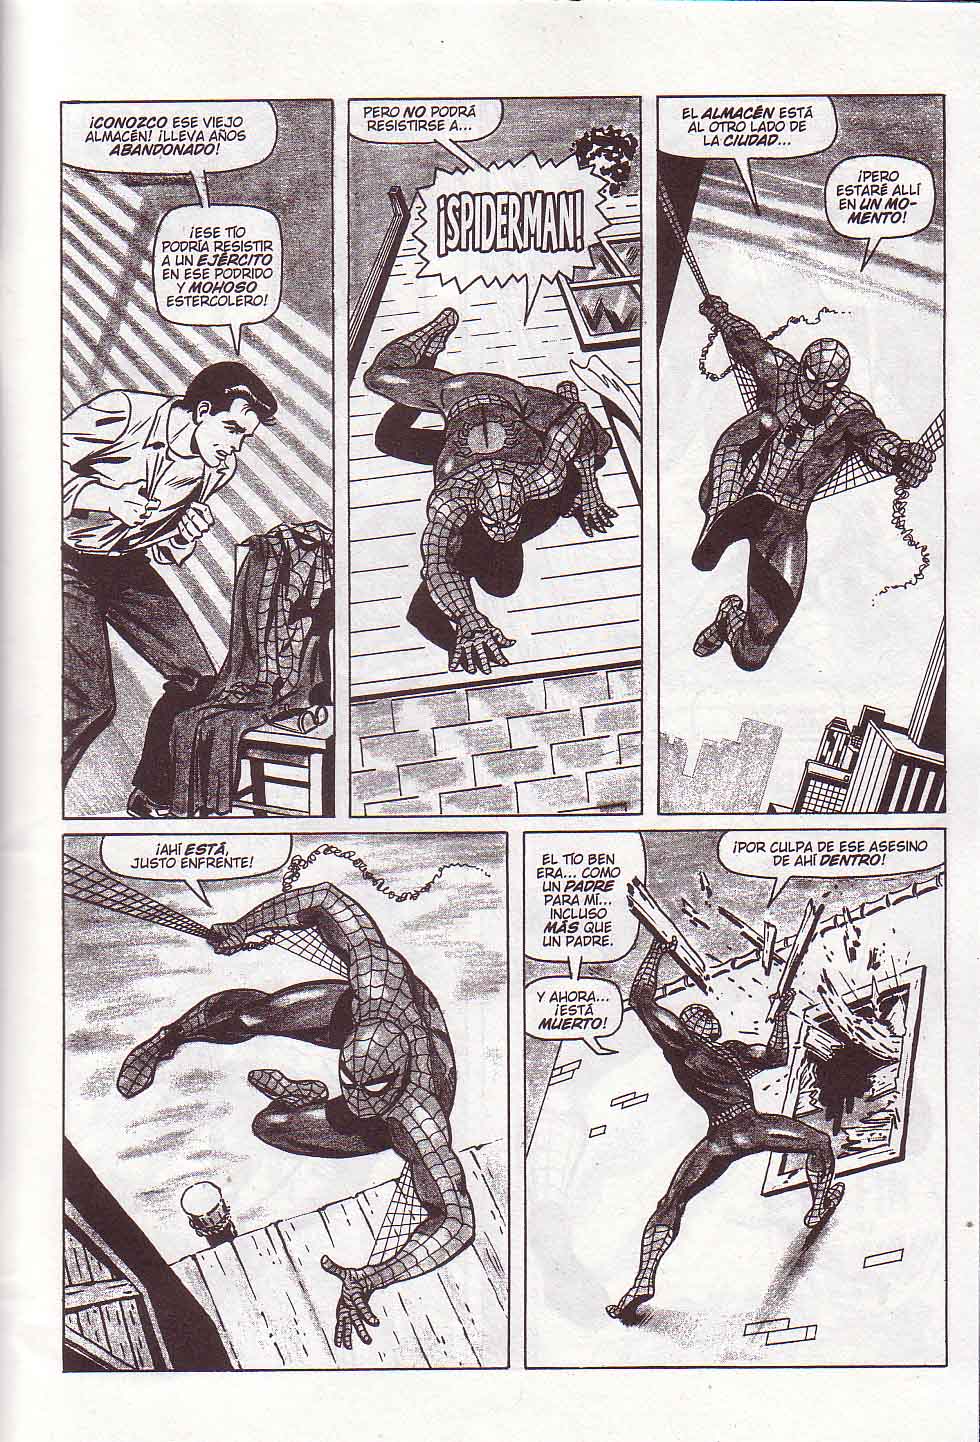 ¡CONOZCO ESE VIEJO
ALMACÉN! ¡LLEVA AÑOS
ABANDONADO!
¡ESE TÍO
PODRÍA RESISTIR
A UN EJÉRCITO
EN ESE PODRIDO
Y MOHOSO
ESTERCOLERO!
PERO NO PODRÁ
RESISTIRSE A...
¡SPIDERMAN!
EL ALMACÉN ESTÁ
AL OTRO LADO DE
LA CIUDAD...
¡PERO
ESTARÉ ALLÍ
EN UN MO-
MENTO!
¡AHÍ ESTÁ,
JUSTO ENFRENTE!
EL TÍO BEN
ERA... COMO
UN PADRE
PARA MÍ...
INCLUSO
MÁS QUE
UN PADRE.
Y AHORA...
¡ESTÁ
MUERTO!
¡POR CULPA DE ESE ASESINO
DE AHÍ DENTRO!